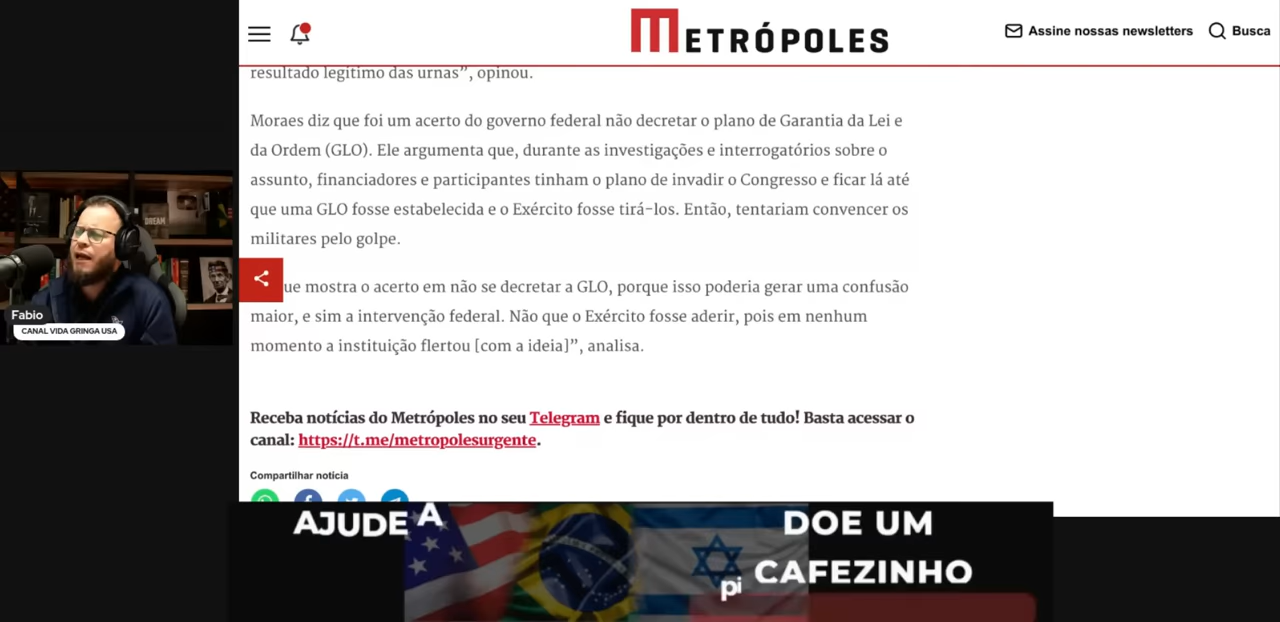 METRÓPOLES
Assine nossas newsletters
Busca
resultado legítimo das urnas”, opinou.
Moraes diz que foi um acerto do governo federal não decretar o plano de Garantia da Lei e
da Ordem (GLO). Ele argumenta que, durante as investigações e interrogatórios sobre o
assunto, financiadores e participantes tinham o plano de invadir o Congresso e ficar lá até
que uma GLO fosse estabelecida e o Exército fosse tirá-los. Então, tentariam convencer os
militares pelo golpe.
ue mostra o acerto em não se decretar a GLO, porque isso poderia gerar uma confusão
maior, e sim a intervenção federal. Não que o Exército fosse aderir, pois em nenhum
momento a instituição flertou [com a ideia]”, analisa.
Receba notícias do Metrópoles no seu Telegram e fique por dentro de tudo! Basta acessar o
canal: https://t.me/metropolesurgente.
Compartilhar notícia
DREAM
Fabio
CANAL VIDA GRINGA USA
AJUDE A
DOE UM
pi CAFEZINHO